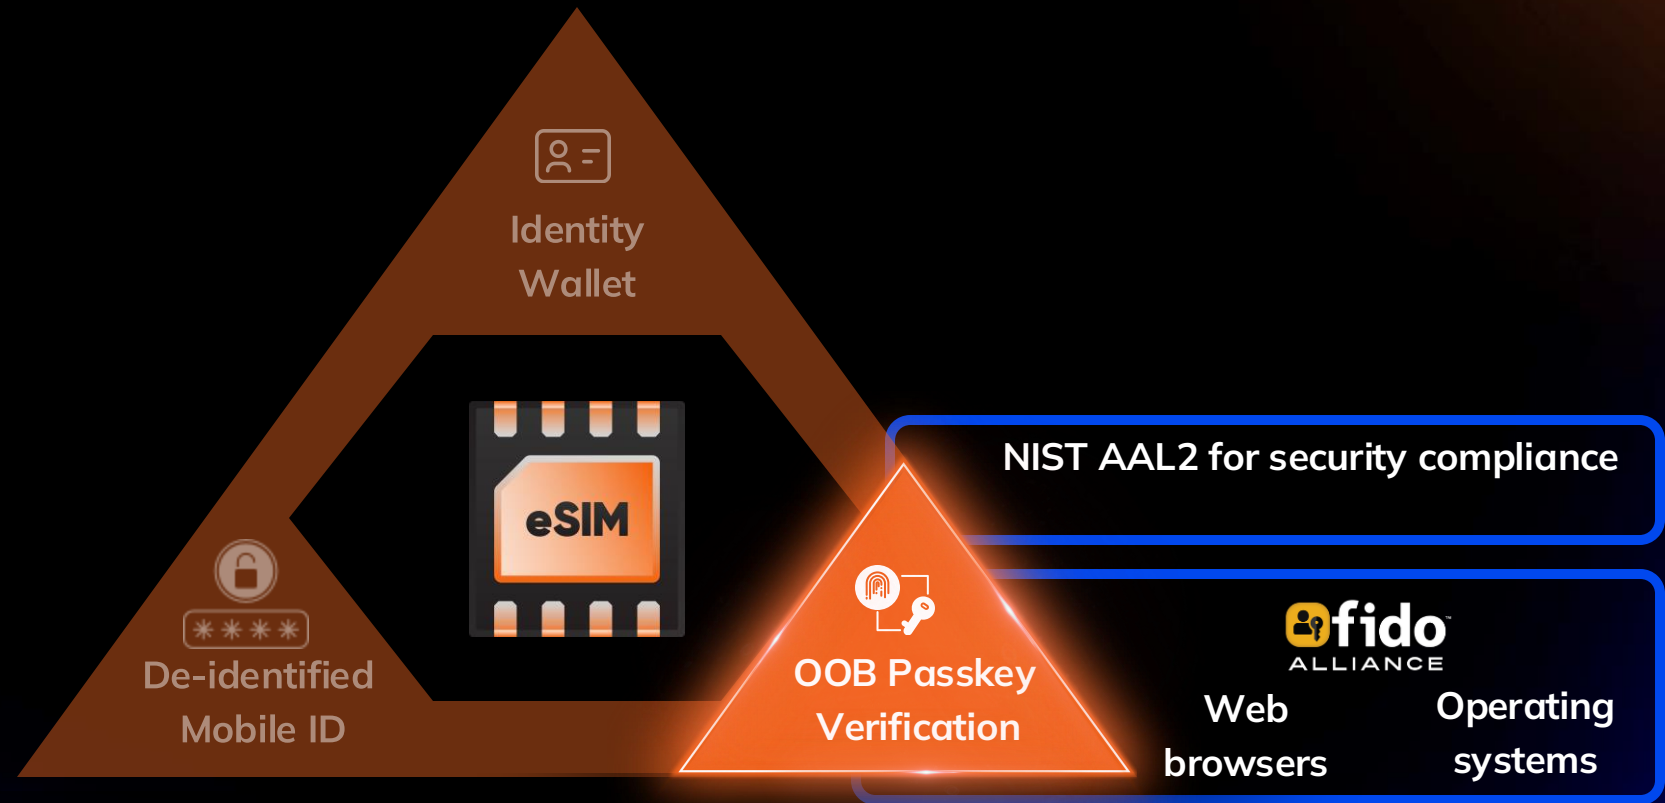 Identity
Wallet
eSIM
De-identified
Mobile ID
****
OOB Passkey
Verification
NIST AAL2 for security compliance
fido™
ALLIANCE
Web
browsers
Operating
systems